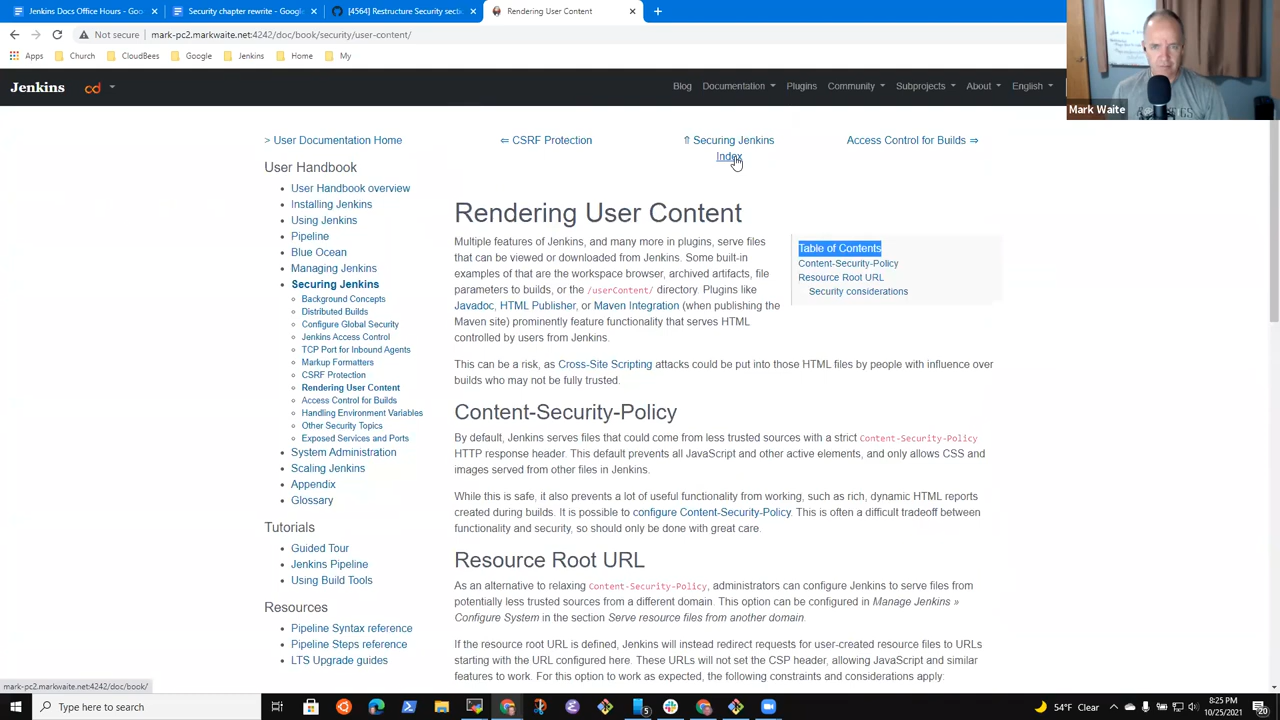 Jenkins Docs Office Hours - Goo
Security chapter rewrite - Google
[4564] Restructure Security secti
Rendering User Content
Not secure
mark-pc2.markwaite.net:4242/doc/book/security/user-content/
Apps
Church
CloudBees
Google
Jenkins
Home
My
Jenkins
cd
Blog
Documentation
Plugins
Community
Subprojects
About
English
Mark Waite
> User Documentation Home
⇐ CSRF Protection
⇑ Securing Jenkins
Index
Access Control for Builds ⇒
User Handbook
User Handbook overview
Installing Jenkins
Using Jenkins
Pipeline
Blue Ocean
Managing Jenkins
Securing Jenkins
Background Concepts
Distributed Builds
Configure Global Security
Jenkins Access Control
TCP Port for Inbound Agents
Markup Formatters
CSRF Protection
Rendering User Content
Access Control for Builds
Handling Environment Variables
Other Security Topics
Exposed Services and Ports
System Administration
Scaling Jenkins
Appendix
Glossary
Tutorials
Guided Tour
Jenkins Pipeline
Using Build Tools
Resources
Pipeline Syntax reference
Pipeline Steps reference
LTS Upgrade guides
Rendering User Content
Multiple features of Jenkins, and many more in plugins, serve files
that can be viewed or downloaded from Jenkins. Some built-in
examples of that are the workspace browser, archived artifacts, file
parameters to builds, or the /userContent/ directory. Plugins like
Javadoc, HTML Publisher, or Maven Integration (when publishing the
Maven site) prominently feature functionality that serves HTML
controlled by users from Jenkins.
Table of Contents
Content-Security-Policy
Resource Root URL
Security considerations
This can be a risk, as Cross-Site Scripting attacks could be put into those HTML files by people with influence over
builds who may not be fully trusted.
Content-Security-Policy
By default, Jenkins serves files that could come from less trusted sources with a strict Content-Security-Policy
HTTP response header. This default prevents all JavaScript and other active elements, and only allows CSS and
images served from other files in Jenkins.
While this is safe, it also prevents a lot of useful functionality from working, such as rich, dynamic HTML reports
created during builds. It is possible to configure Content-Security-Policy. This is often a difficult tradeoff between
functionality and security, so should only be done with great care.
Resource Root URL
As an alternative to relaxing Content-Security-Policy, administrators can configure Jenkins to serve files from
potentially less trusted sources from a different domain. This option can be configured in Manage Jenkins »
Configure System in the section Serve resource files from another domain.
If the resource root URL is defined, Jenkins will instead redirect requests for user-created resource files to URLs
starting with the URL configured here. These URLs will not set the CSP header, allowing JavaScript and similar
features to work. For this option to work as expected, the following constraints and considerations apply:
mark-pc2.markwaite.net:4242/doc/book/
Type here to search
5
54°F Clear
8:25 PM
10/25/2021
20